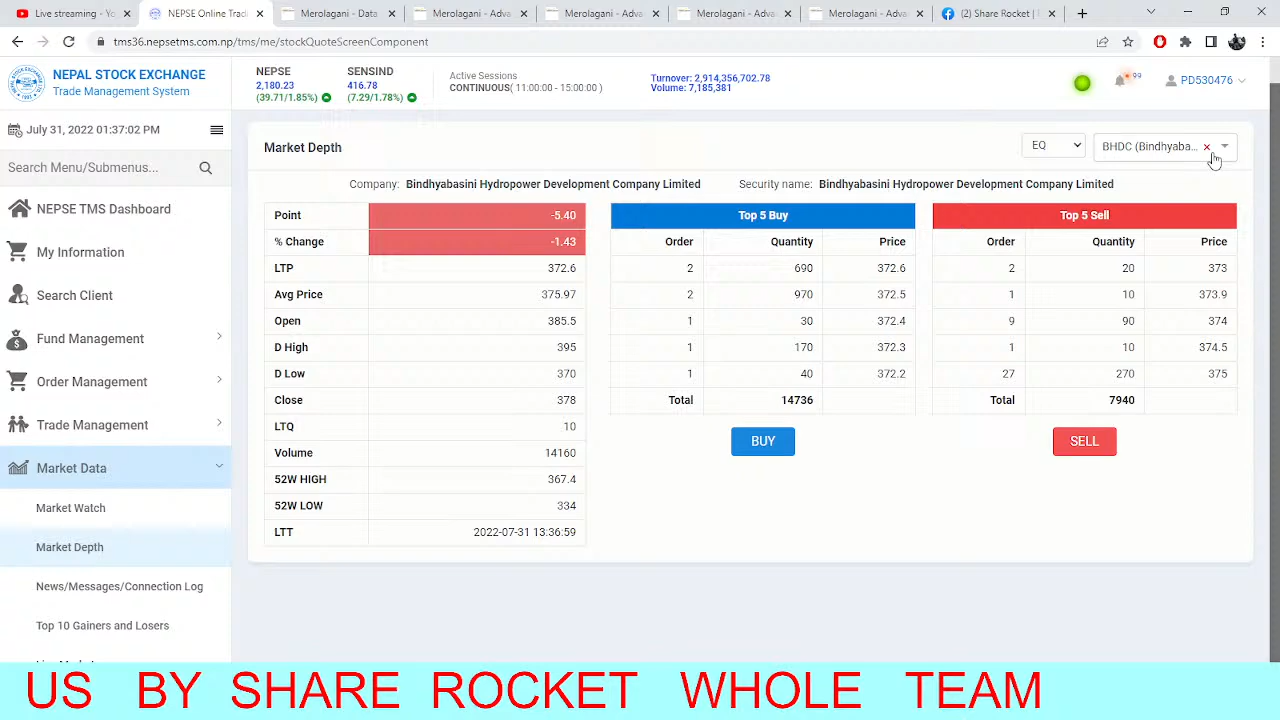 Live streaming - Yo
NEPSE Online Tradi
Merolagani - Data
Merolagani - Adva
Merolagani - Adva
Merolagani - Adva
Merolagani - Adva
(2) Share Rocket |
tms36.nepsetms.com.np/tms/me/stockQuoteScreenComponent
NEPAL STOCK EXCHANGE
Trade Management System
NEPSE
2,180.23
(39.71/1.85%)
SENSIND
416.78
(7.29/1.78%)
Active Sessions
CONTINUOUS( 11:00:00 - 15:00:00 )
Turnover: 2,914,356,702.78
Volume: 7,185,381
99
PD530476
July 31, 2022 01:37:02 PM
Search Menu/Submenus...
NEPSE TMS Dashboard
My Information
Search Client
Fund Management
Order Management
Trade Management
Market Data
Market Watch
Market Depth
News/Messages/Connection Log
Top 10 Gainers and Losers
Market Depth
EQ
BHDC (Bindhyaba...
Company: Bindhyabasini Hydropower Development Company Limited
Security name: Bindhyabasini Hydropower Development Company Limited
Point -5.40
% Change -1.43
LTP 372.6
Avg Price 375.97
Open 385.5
D High 395
D Low 370
Close 378
LTQ 10
Volume 14160
52W HIGH 367.4
52W LOW 334
LTT 2022-07-31 13:36:59
Top 5 Buy
Order Quantity Price
2 690 372.6
2 970 372.5
1 30 372.4
1 170 372.3
1 40 372.2
Total 14736
BUY
Top 5 Sell
Order Quantity Price
2 20 373
1 10 373.9
9 90 374
1 10 374.5
27 270 375
Total 7940
SELL
US BY SHARE ROCKET WHOLE TEAM